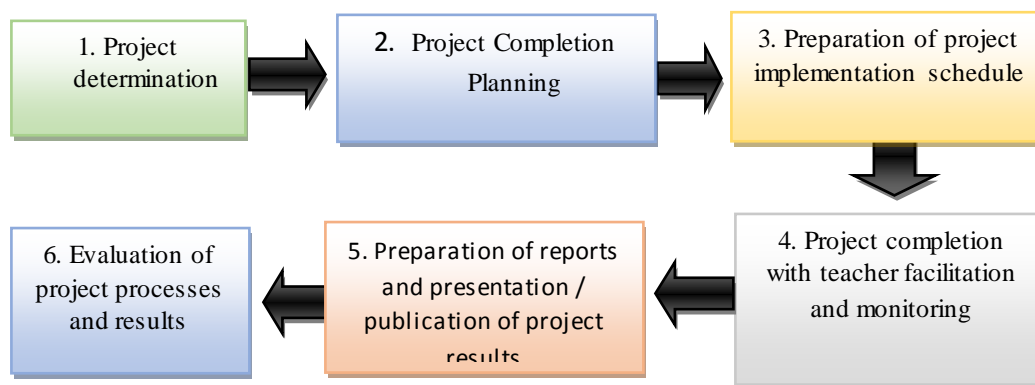 1. Project
determination
2. Project Completion
Planning
3. Preparation of project
implementation schedule
4. Project completion
with teacher facilitation
and monitoring
5. Preparation of reports
and presentation /
publication of project
results
6. Evaluation of
project processes
and results